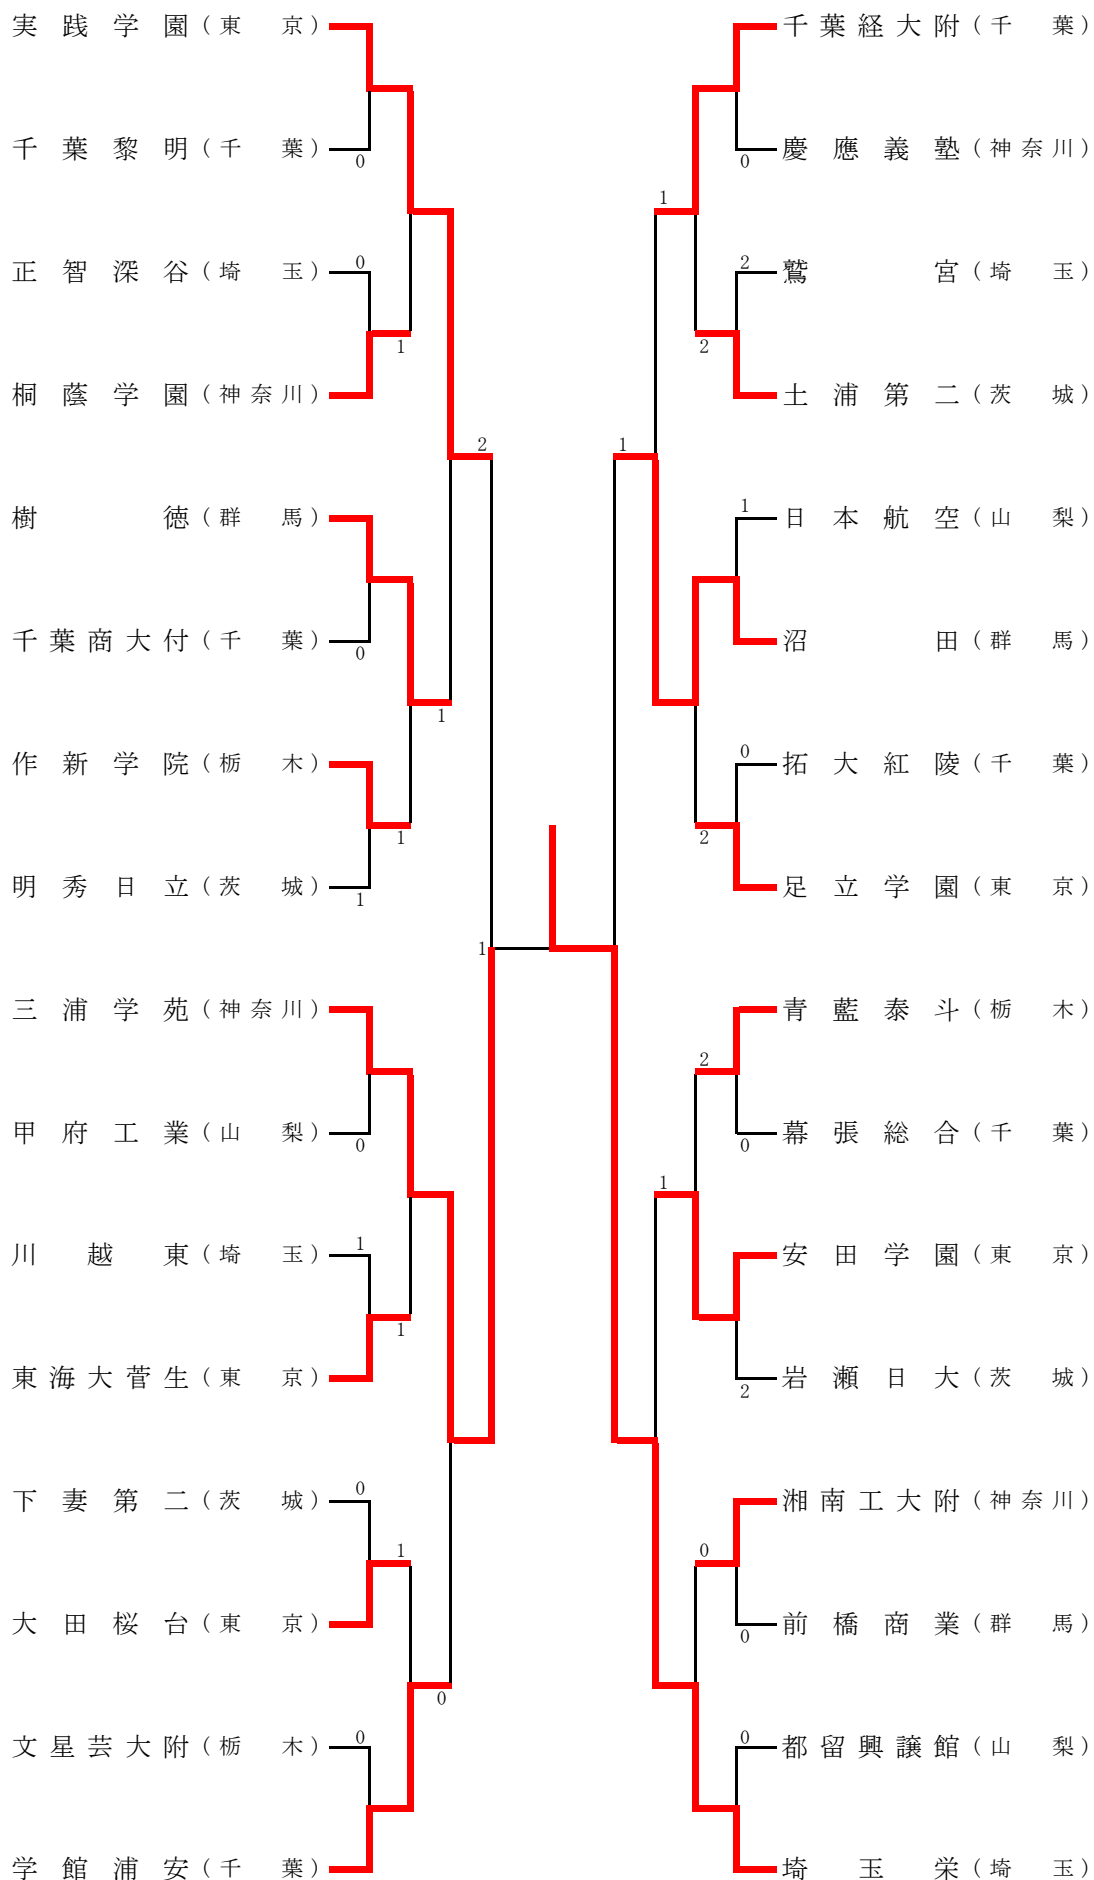 実践学園（東京）
千葉黎明（千葉）
0
正智深谷（埼玉）
0
桐蔭学園（神奈川）
1
樹徳（群馬）
千葉商大付（千葉）
0
作新学院（栃木）
明秀日立（茨城）
1
1
1
2
三浦学苑（神奈川）
甲府工業（山梨）
0
川越東（埼玉）
1
東海大菅生（東京）
1
下妻第二（茨城）
0
大田桜台（東京）
1
文星芸大附（栃木）
0
学館浦安（千葉）
0
1
千葉経大附（千葉）
慶應義塾（神奈川）
0
1
鷲宮（埼玉）
2
土浦第二（茨城）
2
1
日本航空（山梨）
1
沼田（群馬）
拓大紅陵（千葉）
0
足立学園（東京）
2
青藍泰斗（栃木）
2
幕張総合（千葉）
0
1
安田学園（東京）
岩瀬日大（茨城）
2
湘南工大附（神奈川）
0
前橋商業（群馬）
0
都留興譲館（山梨）
0
埼玉栄（埼玉）